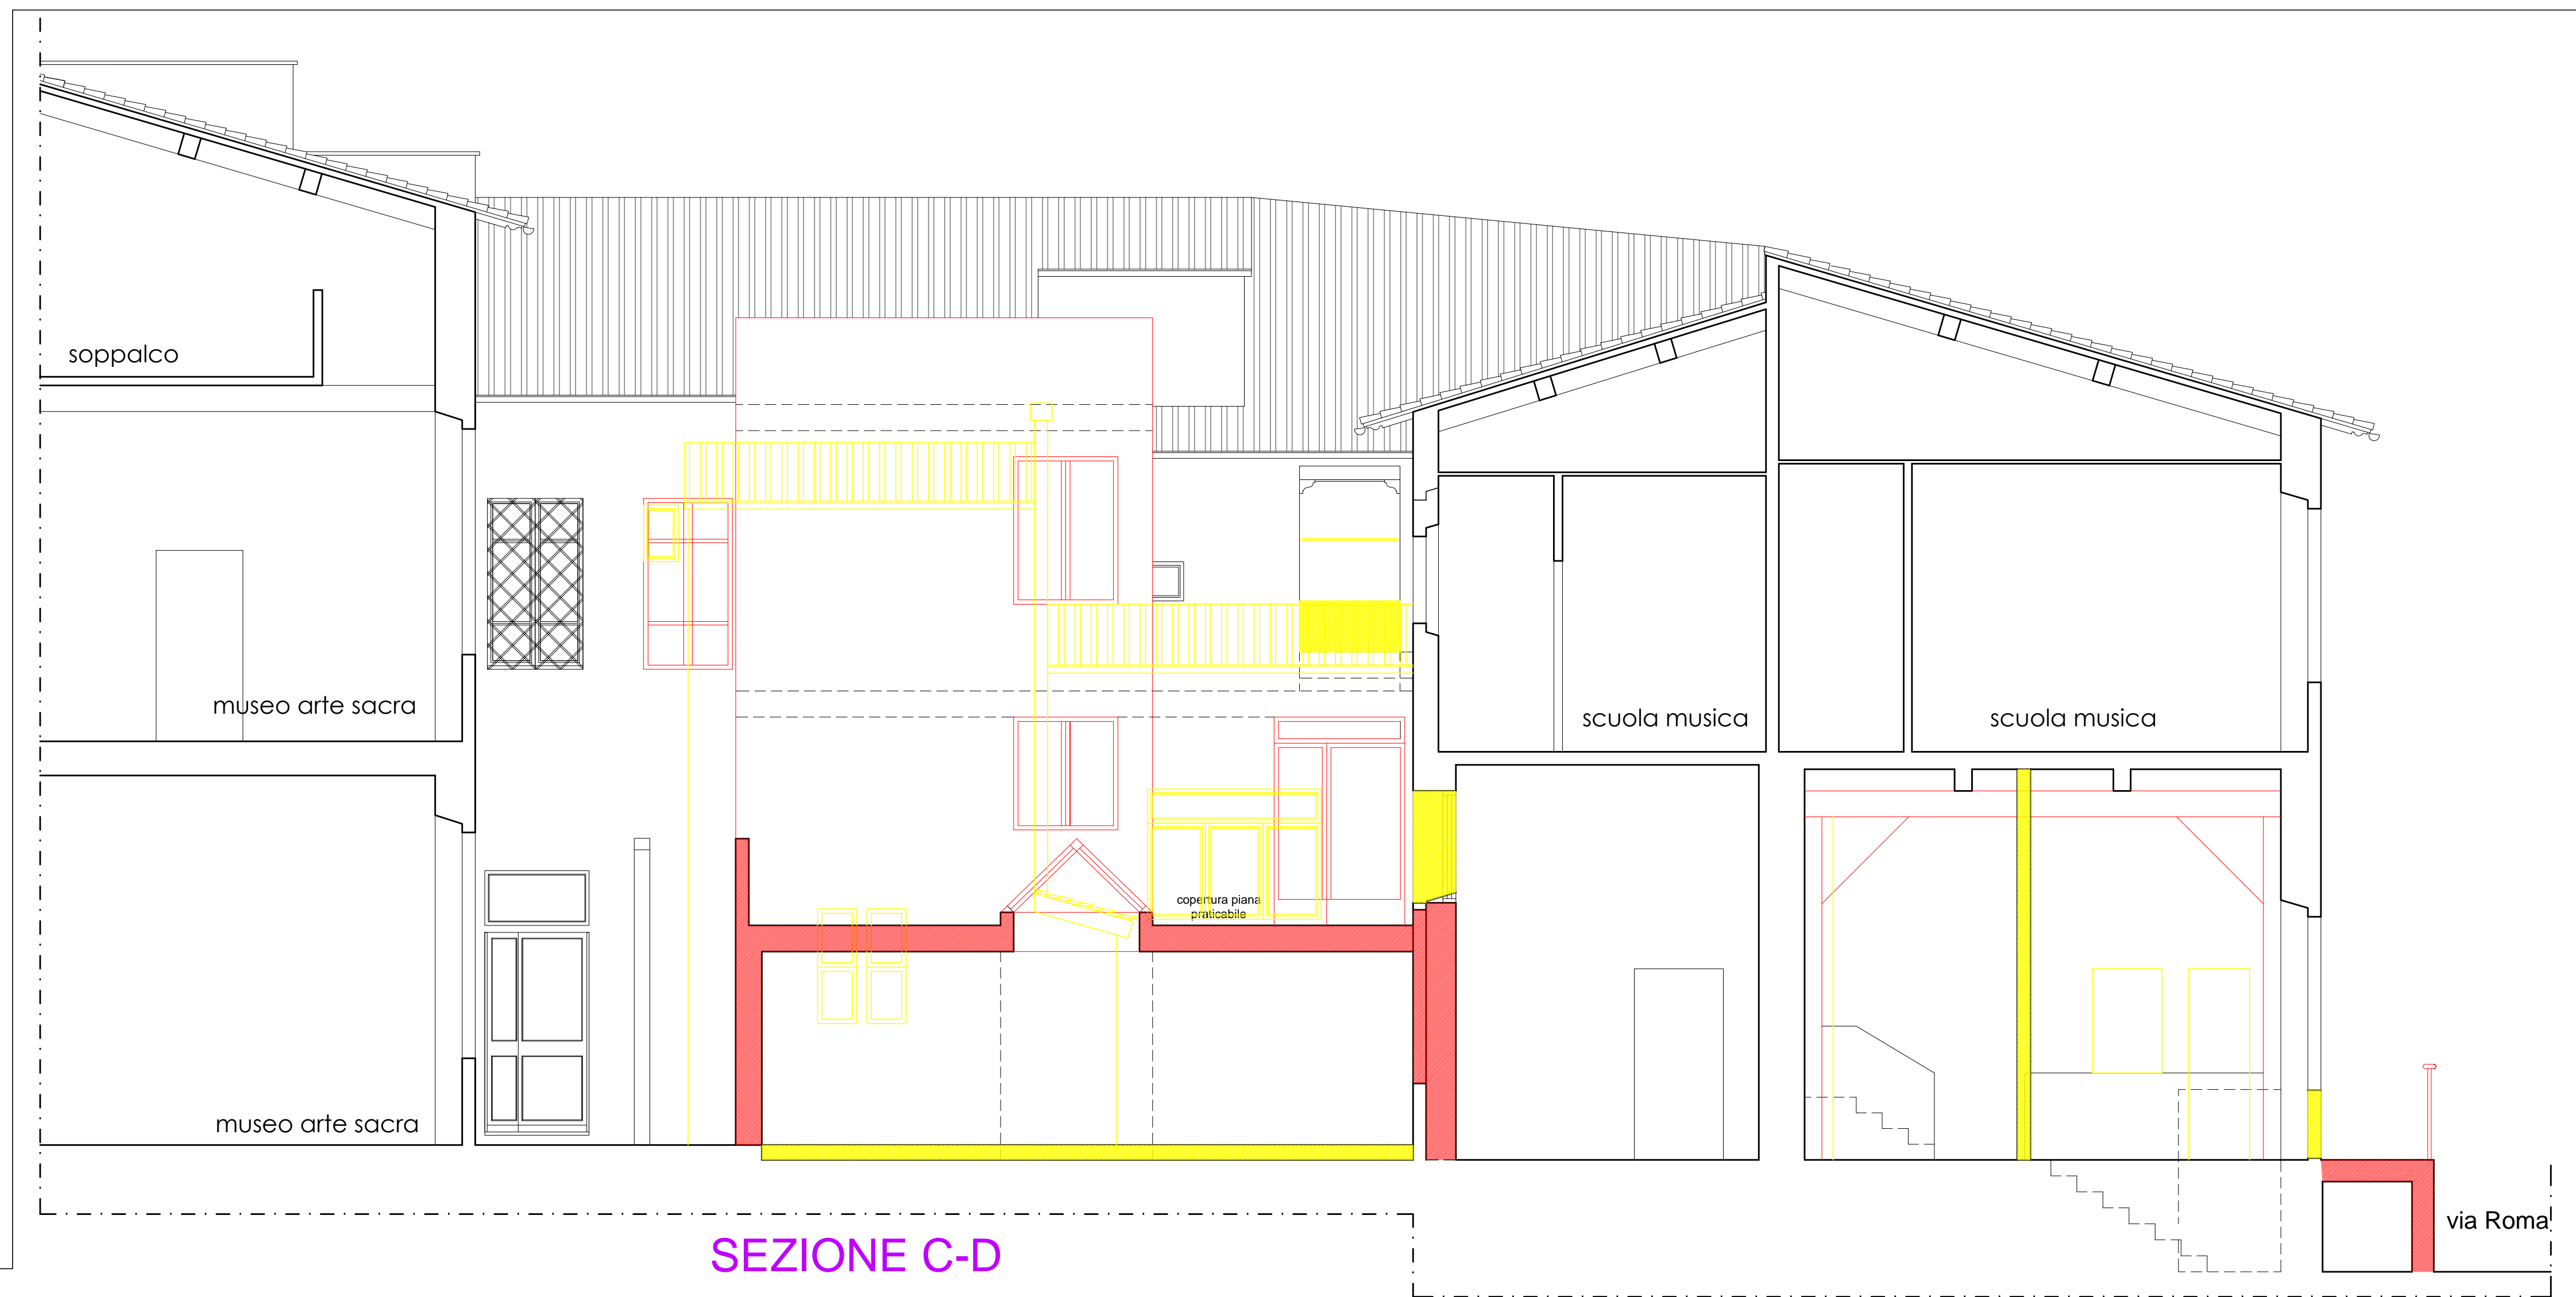 soppalco
museo arte sacra
scuola musica
scuola musica
copertura piana
praticabile
museo arte sacra
via Roma
SEZIONE C-D